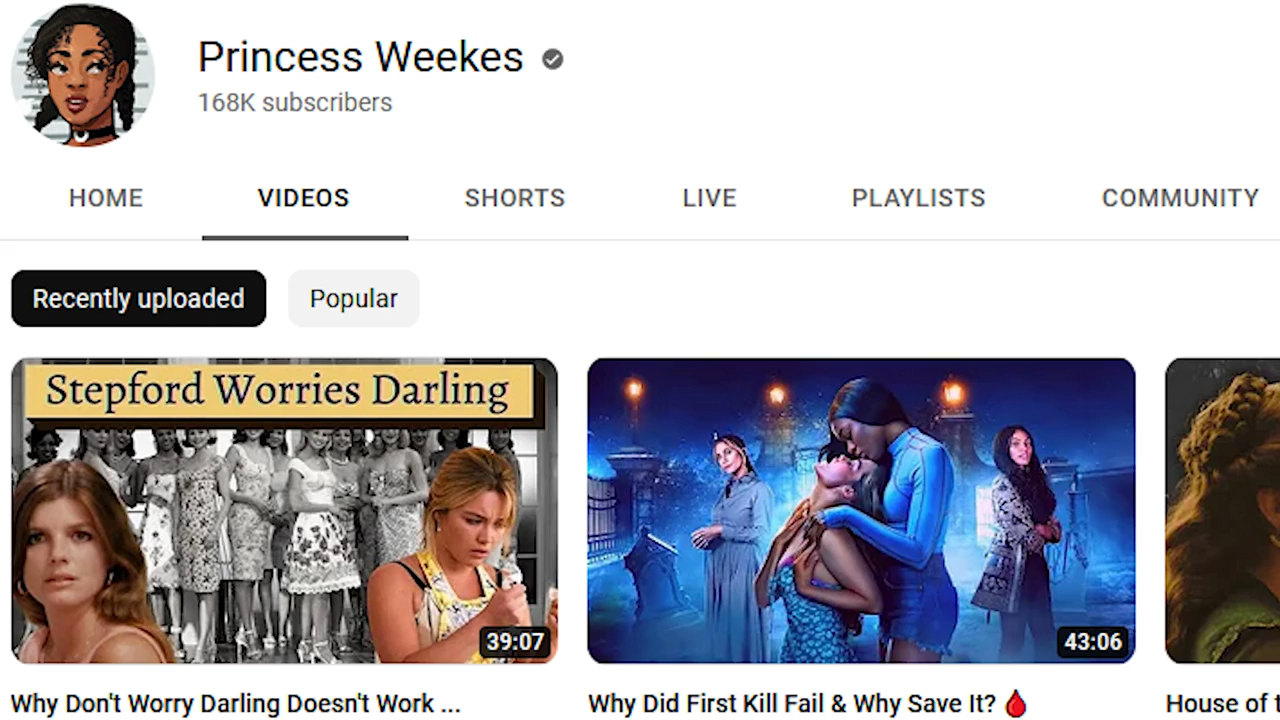 Princess Weekes
168K subscribers
HOME VIDEOS SHORTS LIVE PLAYLISTS COMMUNITY
Recently uploaded Popular
Stepford Worries Darling
39:07 43:06
Why Don't Worry Darling Doesn't Work ... Why Did First Kill Fail & Why Save It? 🩸 House of